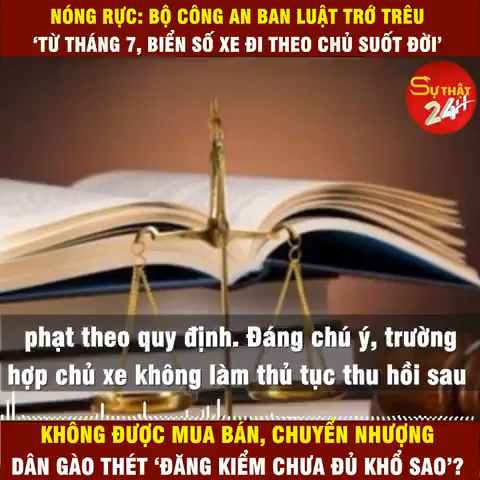 NÓNG RỰC: BỘ CÔNG AN BAN LUẬT TRỚ TRÊU
‘TỪ THÁNG 7, BIỂN SỐ XE ĐI THEO CHỦ SUỐT ĐỜI’
SỰ THẬT
24H
phạt theo quy định. Đáng chú ý, trường
hợp chủ xe không làm thủ tục thu hồi sau
KHÔNG ĐƯỢC MUA BÁN, CHUYỂN NHƯỢNG
DÂN GÀO THÉT ‘ĐĂNG KIỂM CHƯA ĐỦ KHỔ SAO’?